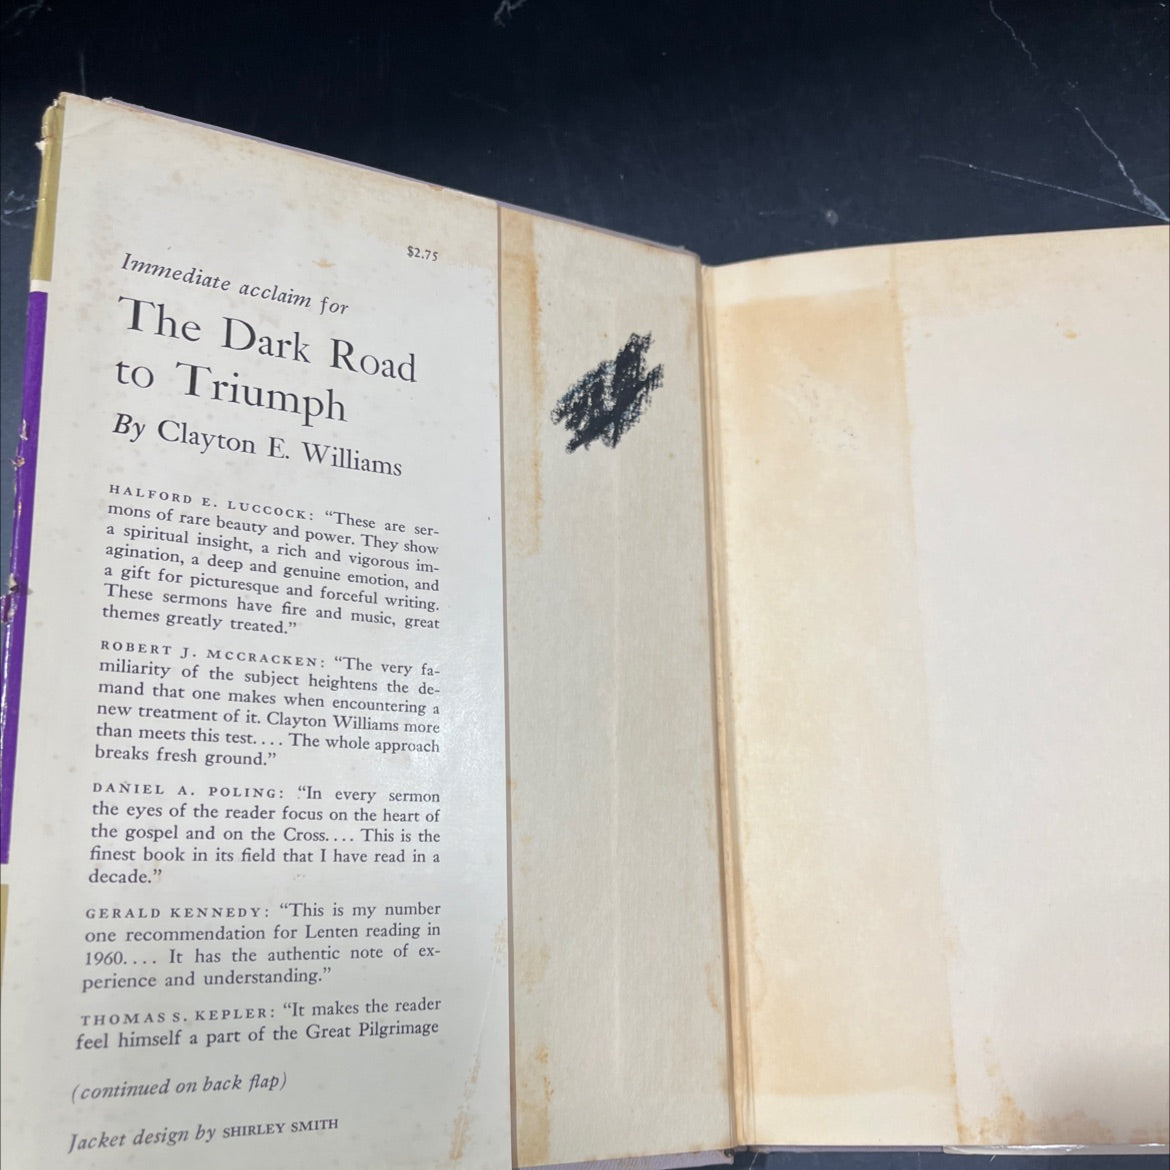 $2.75
Immediate acclaim for
The Dark Road
to Triumph
By Clayton E. Williams
HALFORD E. LUCCOCK: “These are ser-
mons of rare beauty and power. They show
a spiritual insight, a rich and vigorous im-
agination, a deep and genuine emotion, and
a gift for picturesque and forceful writing.
These sermons have fire and music, great
themes greatly treated.”
ROBERT J. MCCRACKEN: “The very fa-
miliarity of the subject heightens the de-
mand that one makes when encountering a
new treatment of it. Clayton Williams more
than meets this test.... The whole approach
breaks fresh ground.”
DANIEL A. POLING: “In every sermon
the eyes of the reader focus on the heart of
the gospel and on the Cross.... This is the
finest book in its field that I have read in a
decade.”
GERALD KENNEDY: “This is my number
one recommendation for Lenten reading in
1960.... It has the authentic note of ex-
perience and understanding.”
THOMAS S. KEPLER: “It makes the reader
feel himself a part of the Great Pilgrimage
(continued on back flap)
Jacket design by SHIRLEY SMITH